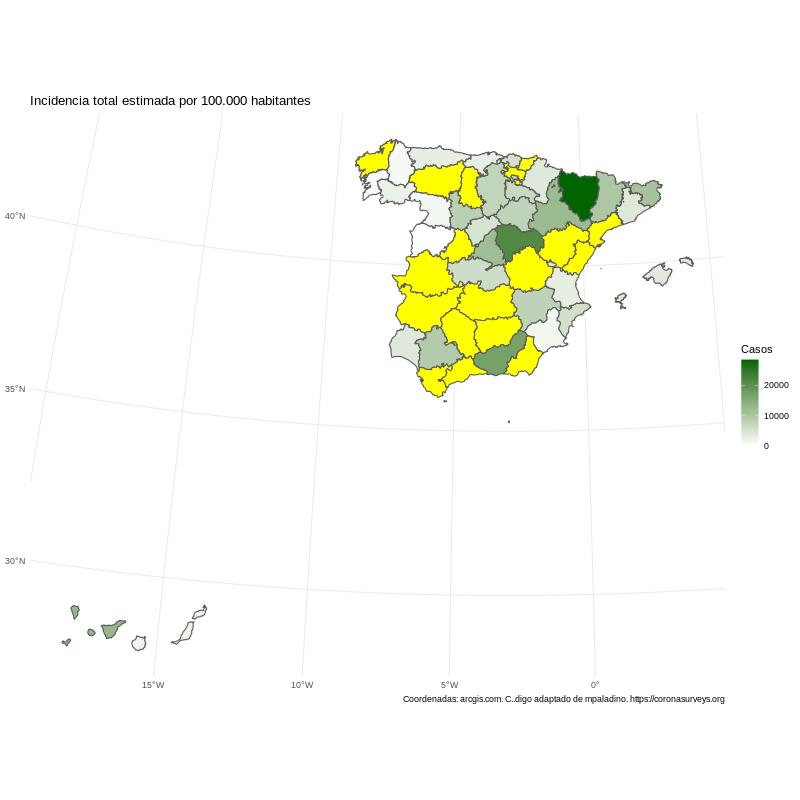 Incidencia total estimada por 100.000 habitantes
40°N
35°N
30°N
15°W
10°W
5°W
0°
Casos
20000
10000
0
Coordenadas: arcgis.com. C..digo adaptado de mpaladino. https://coronasurveys.org